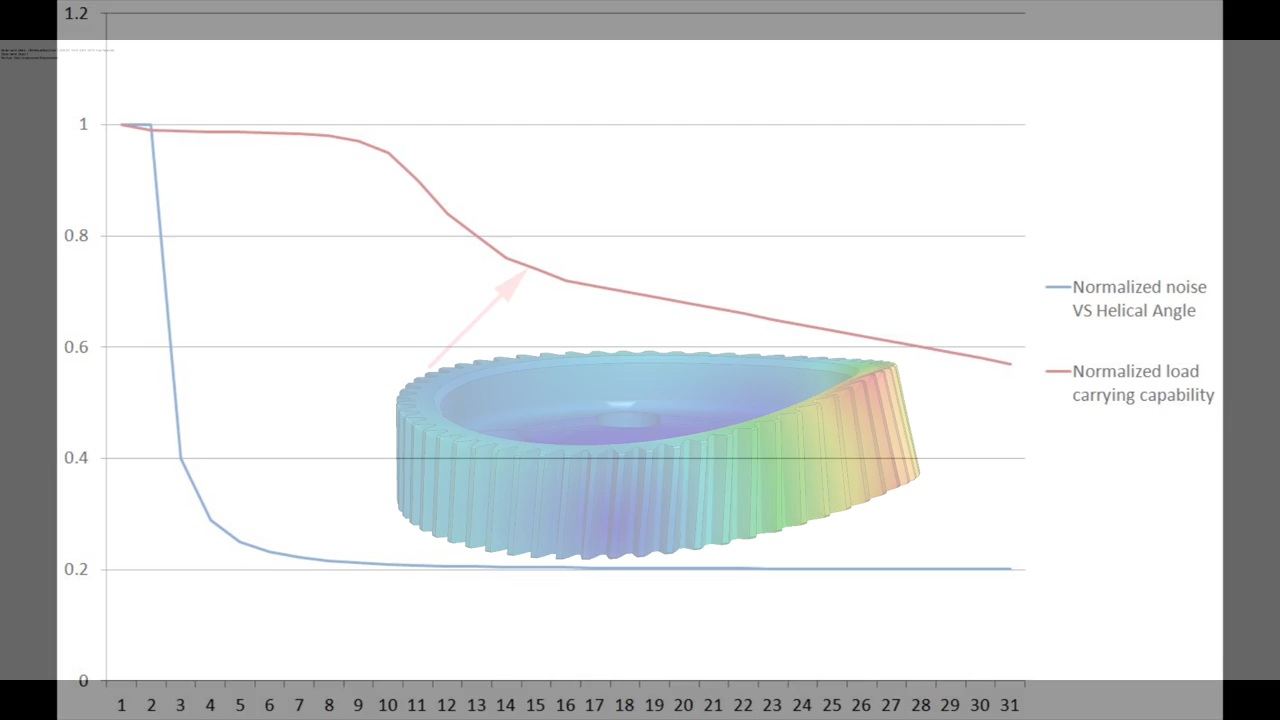 1.2
1
0.8
0.6
0.4
0.2
0
1 2 3 4 5 6 7 8 9 10 11 12 13 14 15 16 17 18 19 20 21 22 23 24 25 26 27 28 29 30 31
Normalized noise
VS Helical Angle
Normalized load
carrying capability